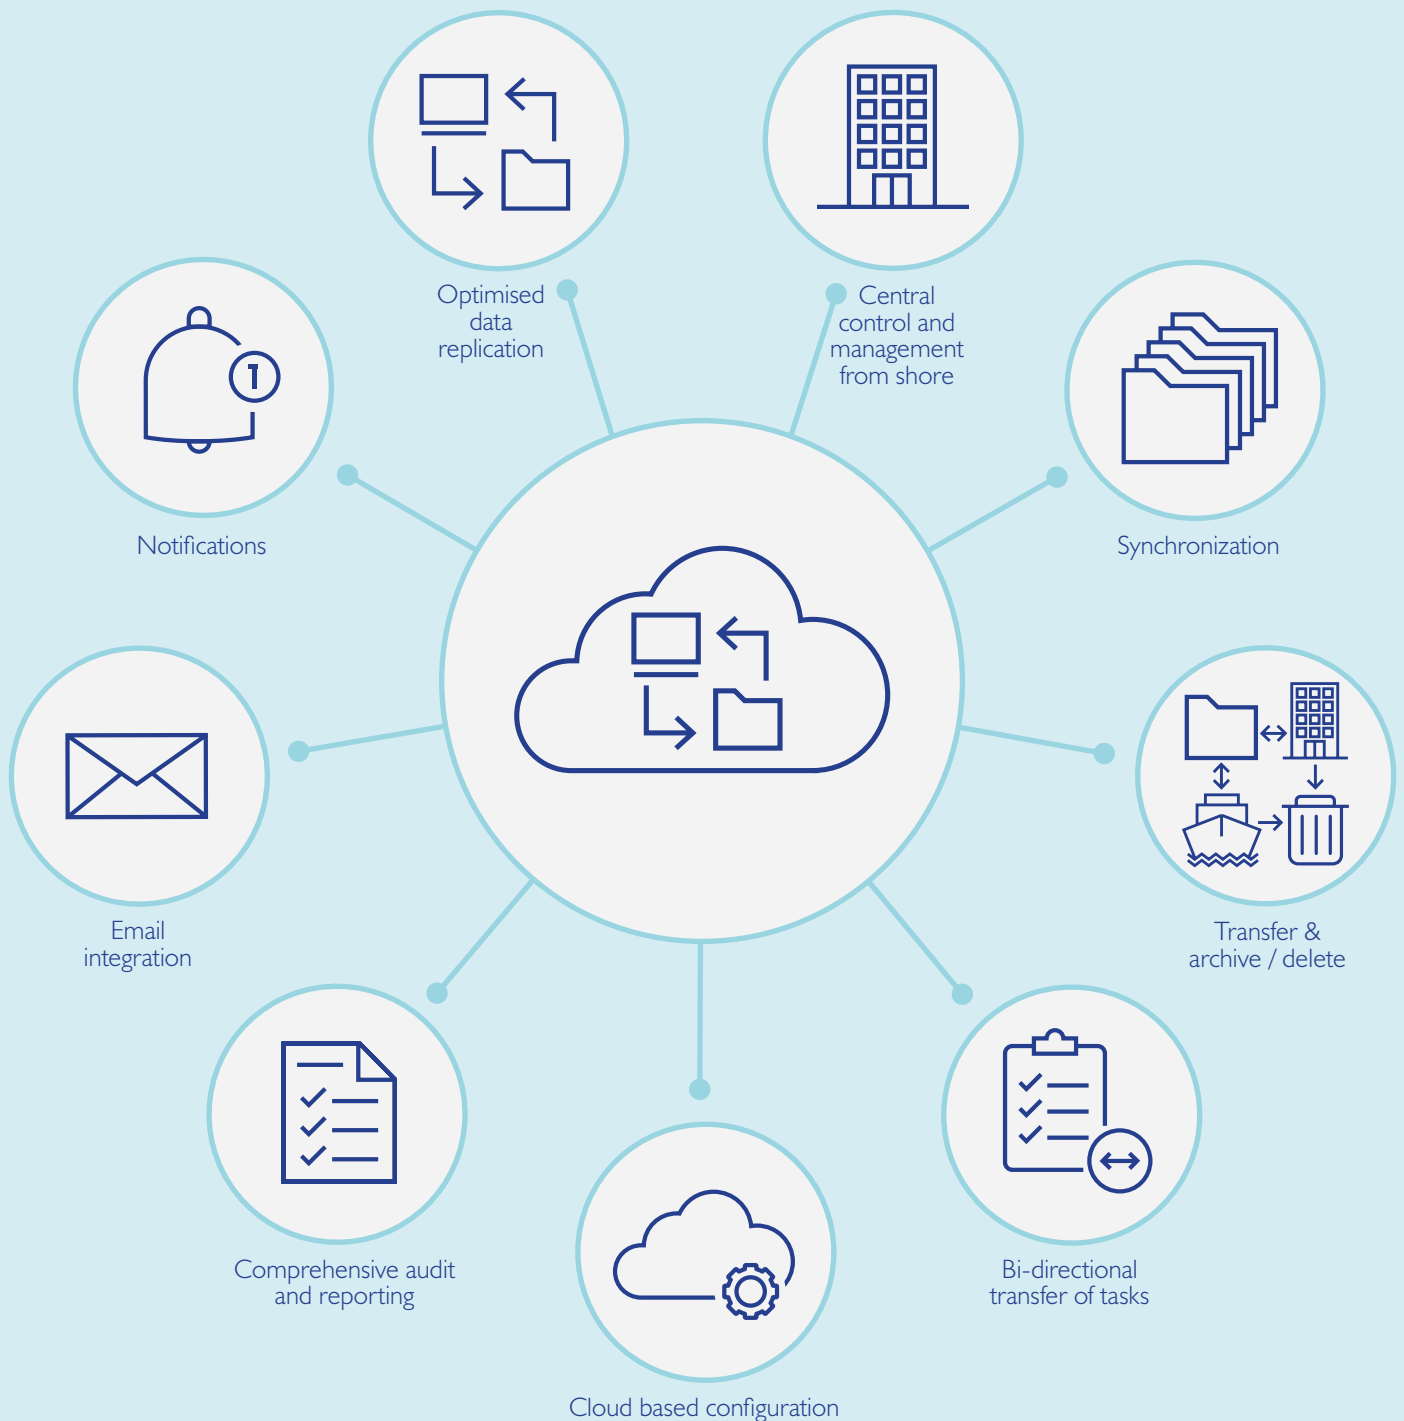 Optimised
data
replication
Central
control and
management
from shore
1
Notifications
Synchronization
Email
integration
Transfer &
archive / delete
Comprehensive audit
and reporting
Bi-directional
transfer of tasks
Cloud based configuration